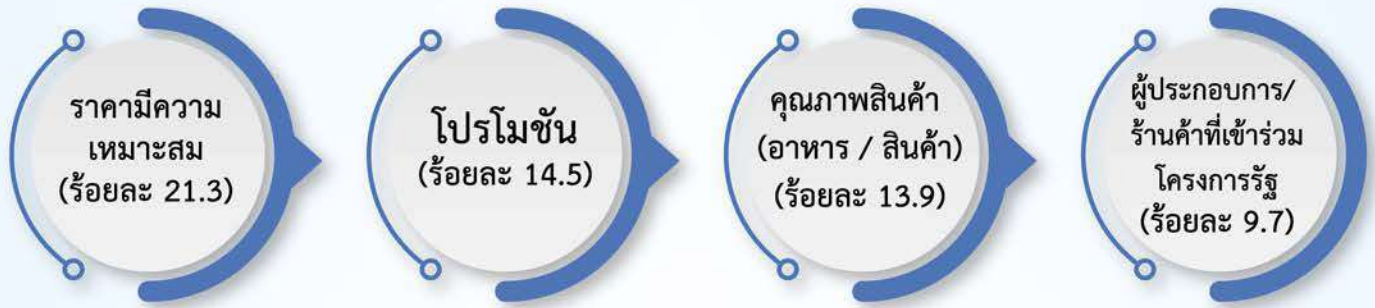 ราคามีความ
เหมาะสม
(ร้อยละ 21.3)
โปรโมชัน
(ร้อยละ 14.5)
คุณภาพสินค้า
(อาหาร / สินค้า)
(ร้อยละ 13.9)
ผู้ประกอบการ/
ร้านค้าที่เข้าร่วม
โครงการรัฐ
(ร้อยละ 9.7)